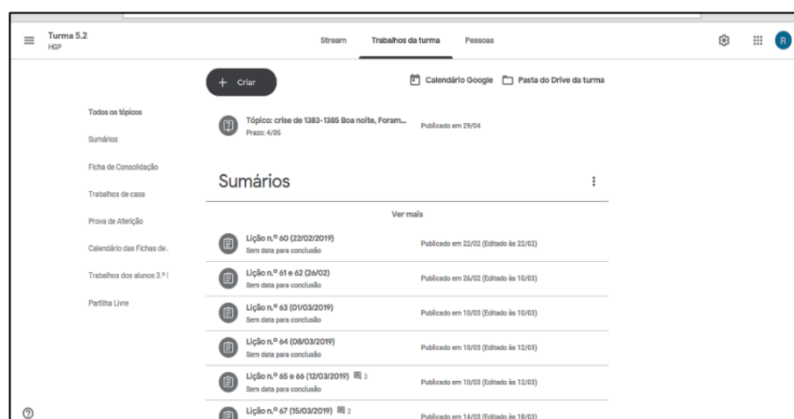 Turma 5.2
HGP
Stream Trabalhos da turma Pessoas
R
+ Criar
Calendário Google Pasta do Drive da turma
Todos os tópicos
Sumários
Ficha de Consolidação
Trabalhos de casa
Prova de Aferição
Calendário das Fichas de
Trabalhos dos alunos 3.º
Partilha Livre
Tópico: crise de 1383-1385 Boa noite, Foram...
Prazo: 4/05
Publicado em 29/04
Sumários
Ver mais
Lição n.º 60 (22/02/2019)
Sem data para conclusão
Publicado em 22/02 (Editado às 22/02)
Lição n.º 61 e 62 (26/02)
Sem data para conclusão
Publicado em 26/02 (Editado às 10/03)
Lição n.º 63 (01/03/2019)
Sem data para conclusão
Publicado em 10/03 (Editado às 10/03)
Lição n.º 64 (08/03/2019)
Sem data para conclusão
Publicado em 10/03 (Editado às 12/03)
Lição n.º 65 e 66 (12/03/2019) 3
Sem data para conclusão
Publicado em 10/03 (Editado às 12/03)
Lição n.º 67 (15/03/2019) 2
Publicado em 14/03 (Editado às 18/03)